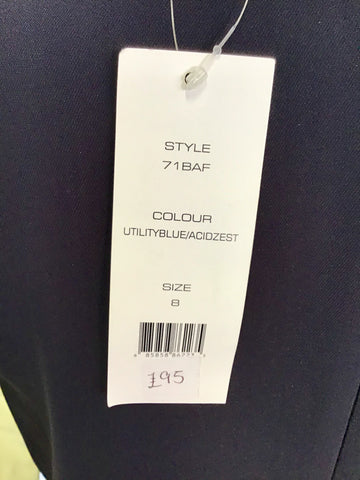 STYLE
71BAF
COLOUR
UTILITYBLUE/ACIDZEST
SIZE
8
£95